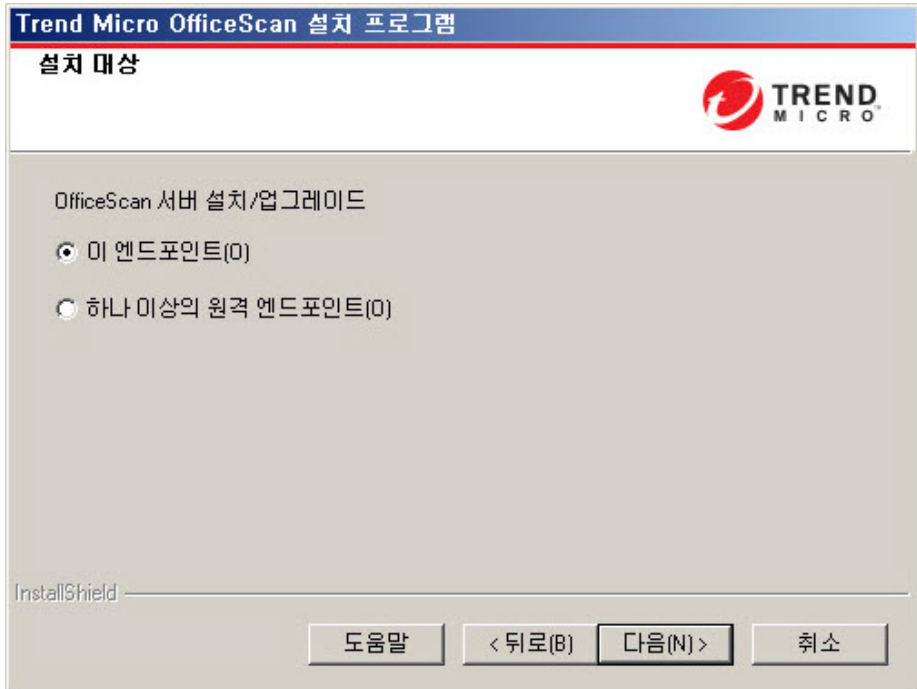 Trend Micro OfficeScan 설치 프로그램
설치 대상
TREND
MICRO
OfficeScan 서버 설치/업그레이드
이 엔드포인트(O)
하나 이상의 원격 엔드포인트(O)
InstallShield
도움말 < 뒤로(B) 다음(N) > 취소